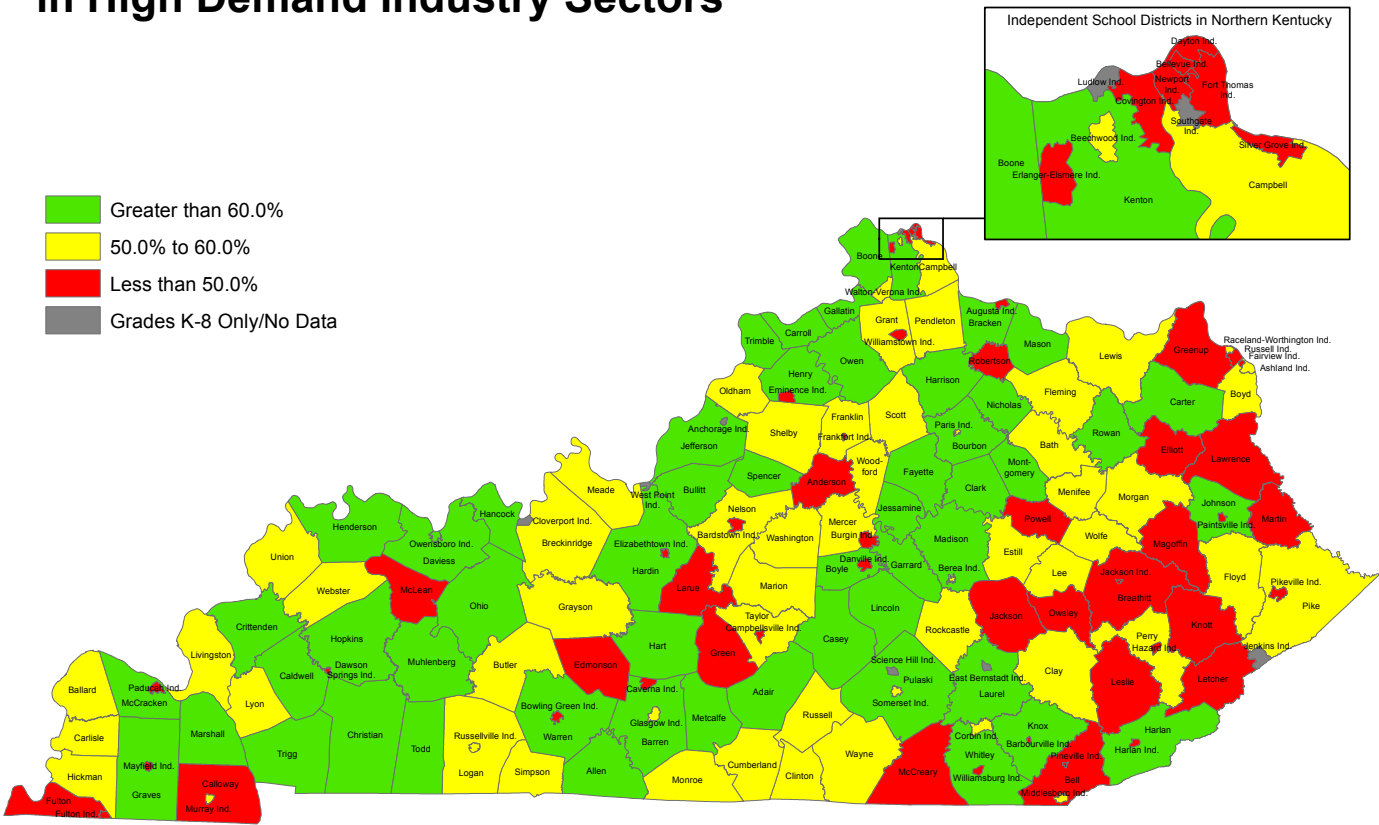 in High Demand Industry Sectors
Independent School Districts in Northern Kentucky
Dayton Ind.
Bellevue Ind.
Ludlow Ind.
Newport
Ind.
Fort Thomas
Ind.
Covington Ind.
Southgate
Ind.
Beechwood Ind.
Silver Grove Ind.
Boone
Erlanger-Elsmere Ind.
Campbell
Kenton
Greater than 60.0%
50.0% to 60.0%
Less than 50.0%
Grades K-8 Only/No Data
Boone
Kenton
Campbell
Walton-Verona Ind.
Gallatin
Grant
Pendleton
Augusta Ind.
Bracken
Carroll
Trimble
Williamstown Ind.
Mason
Owen
Robertson
Lewis
Greenup
Raceland-Worthington Ind.
Russell Ind.
Fairview Ind.
Ashland Ind.
Henry
Eminence Ind.
Oldham
Harrison
Nicholas
Fleming
Carter
Boyd
Franklin
Scott
Anchorage Ind.
Jefferson
Shelby
Frankfort Ind.
Paris Ind.
Bourbon
Bath
Rowan
Elliott
Lawrence
Wood-
ford
Spencer
Anderson
Fayette
Mont-
gomery
Clark
Menifee
Morgan
Meade
West Point
Ind.
Bullitt
Nelson
Bardstown Ind.
Washington
Mercer
Burgin Ind.
Jessamine
Madison
Powell
Johnson
Paintsville Ind.
Martin
Hancock
Cloverport Ind.
Henderson
Owensboro Ind.
Daviess
Breckinridge
Elizabethtown Ind.
Hardin
Danville Ind.
Boyle
Garrard
Estill
Wolfe
Magoffin
Union
Webster
McLean
Ohio
Grayson
Larue
Marion
Berea Ind.
Lee
Jackson Ind.
Breathitt
Floyd
Pikeville Ind.
Pike
Crittenden
Hopkins
Taylor
Campbellsville Ind.
Lincoln
Rockcastle
Jackson
Owsley
Knott
Livingston
Caldwell
Dawson
Springs Ind.
Muhlenberg
Butler
Edmonson
Hart
Green
Casey
Perry
Hazard Ind.
Jenkins Ind.
Ballard
Paducah Ind.
McCracken
Lyon
Caverna Ind.
Adair
Science Hill Ind.
Pulaski
East Bernstadt Ind.
Laurel
Clay
Leslie
Letcher
Carlisle
Marshall
Bowling Green Ind.
Warren
Glasgow Ind.
Barren
Metcalfe
Russell
Somerset Ind.
Knox
Harlan
Hickman
Mayfield Ind.
Trigg
Christian
Todd
Russellville Ind.
Logan
Simpson
Allen
Monroe
Cumberland
Clinton
Wayne
McCreary
Corbin Ind.
Whitley
Williamsburg Ind.
Barbourville Ind.
Pineville Ind.
Bell
Harlan Ind.
Middlesboro Ind.
Fulton
Fulton Ind.
Graves
Calloway
Murray Ind.